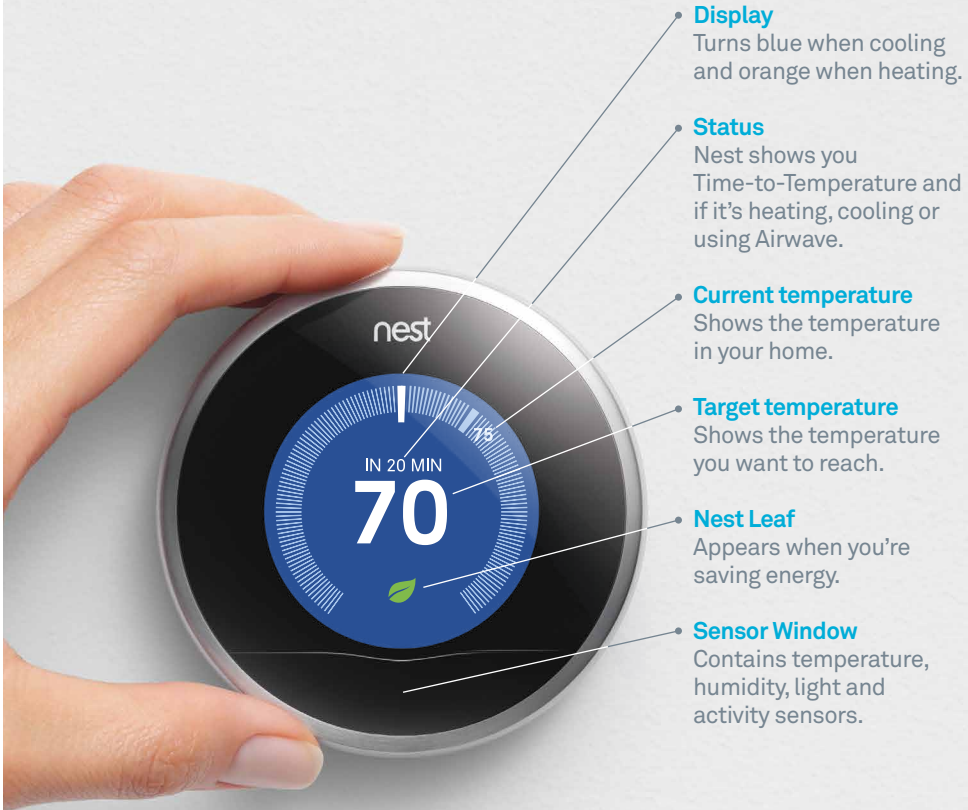 Display
Turns blue when cooling
and orange when heating.
Status
Nest shows you
Time-to-Temperature and
if it's heating, cooling or
using Airwave.
Current temperature
Shows the temperature
in your home.
Target temperature
Shows the temperature
you want to reach.
Nest Leaf
Appears when you're
saving energy.
Sensor Window
Contains temperature,
humidity, light and
activity sensors.
nest
75
IN 20 MIN
70